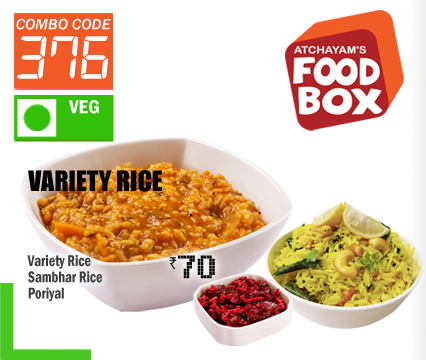 COMBO CODE
376
VEG
ATCHAYAM'S
FOOD
BOX
VARIETY RICE
Variety Rice
Sambhar Rice
Poriyal
₹70